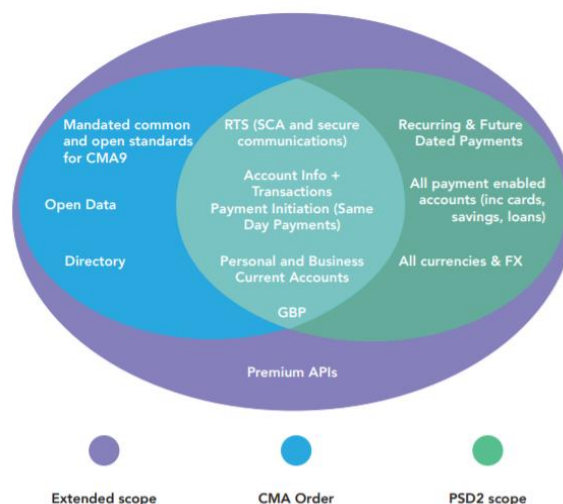 Mandated common
and open standards
for CMA9
Open Data
Directory
RTS (SCA and secure
communications)
Account Info +
Transactions
Payment Initiation (Same
Day Payments)
Personal and Business
Current Accounts
GBP
Recurring & Future
Dated Payments
All payment enabled
accounts (inc cards,
savings, loans)
All currencies & FX
Premium APIs
Extended scope
CMA Order
PSD2 scope